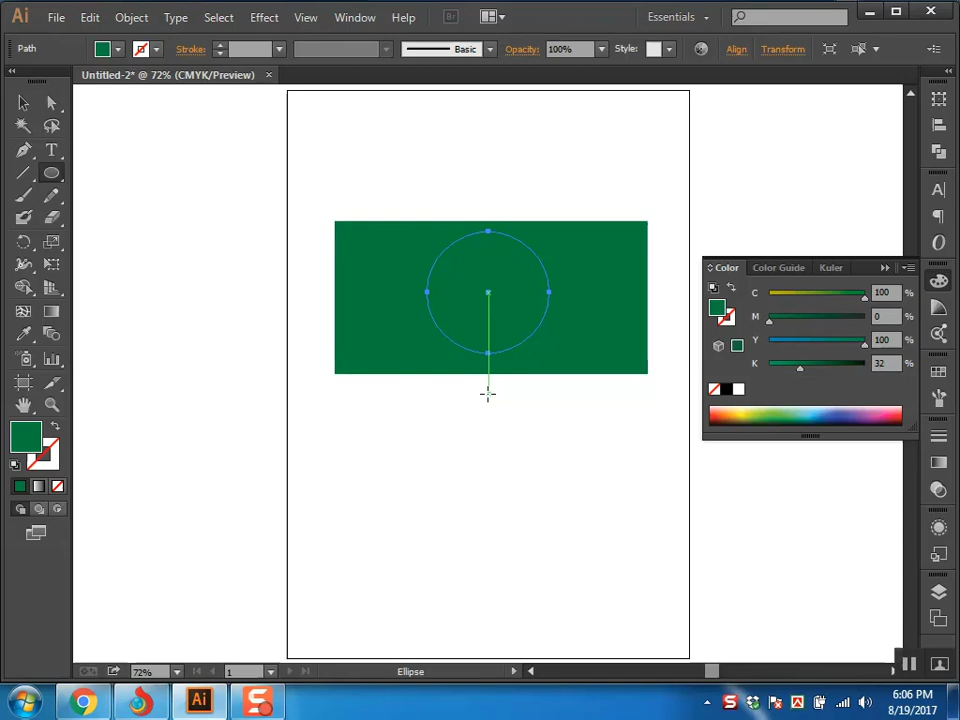 Ai File Edit Object Type Select Effect View Window Help Br Essentials
Path Stroke: Basic Opacity: 100% Style: Align Transform
Untitled-2* @ 72% (CMYK/Preview)
T
A
O
Color Color Guide Kuler
C 100 %
M 0 %
Y 100 %
K 32 %
72% 1 Ellipse
Ai S S A
6:06 PM
8/19/2017